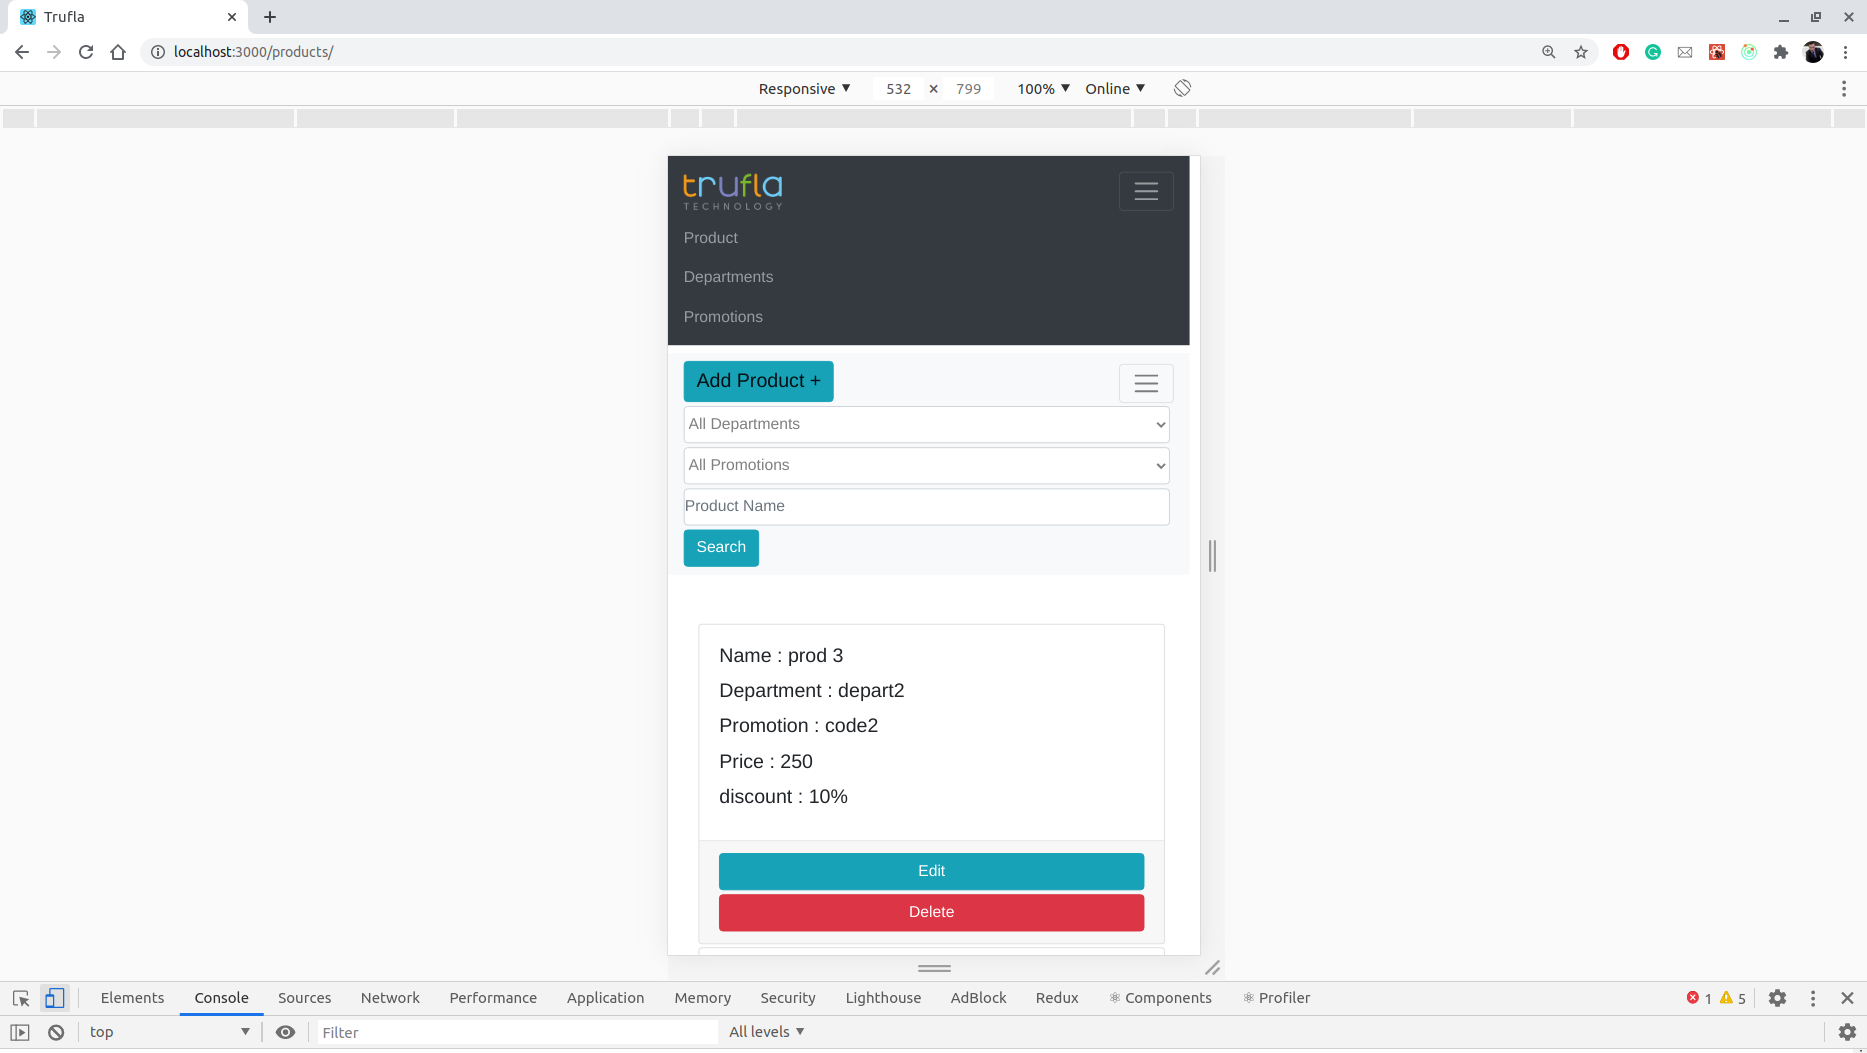 Trufla
localhost:3000/products/
Responsive ▼ 532 × 799 100% ▼ Online ▼
trufla
TECHNOLOGY
Product
Departments
Promotions
Add Product +
All Departments
All Promotions
Product Name
Search
Name : prod 3
Department : depart2
Promotion : code2
Price : 250
discount : 10%
Edit
Delete
Elements Console Sources Network Performance Application Memory Security Lighthouse AdBlock Redux ⚛ Components ⚛ Profiler 1 5
top ▼ Filter All levels ▼